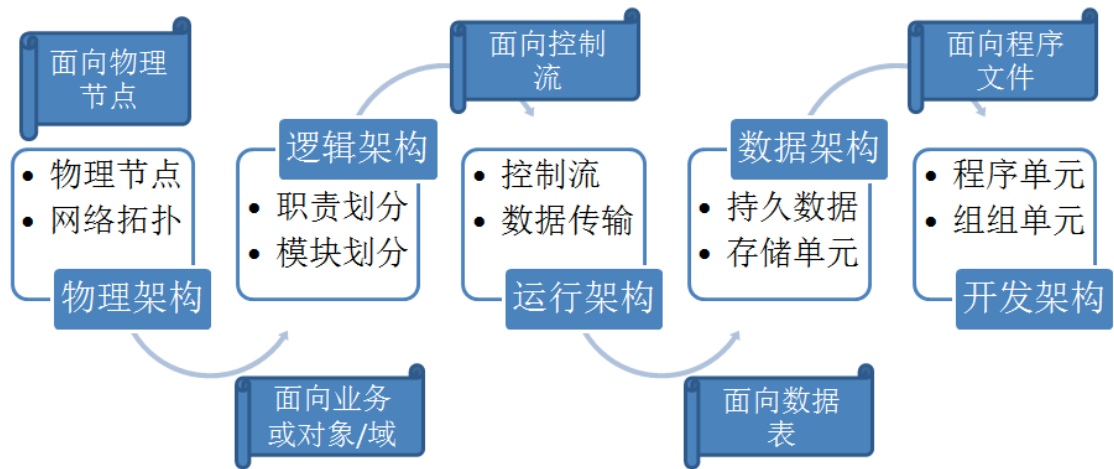 面向物理
节点
• 物理节点
• 网络拓扑
物理架构
逻辑架构
• 职责划分
• 模块划分
面向业务
或对象/域
面向控制
流
• 控制流
• 数据传输
运行架构
数据架构
• 持久数据
• 存储单元
面向数据
表
面向程序
文件
• 程序单元
• 组组单元
开发架构